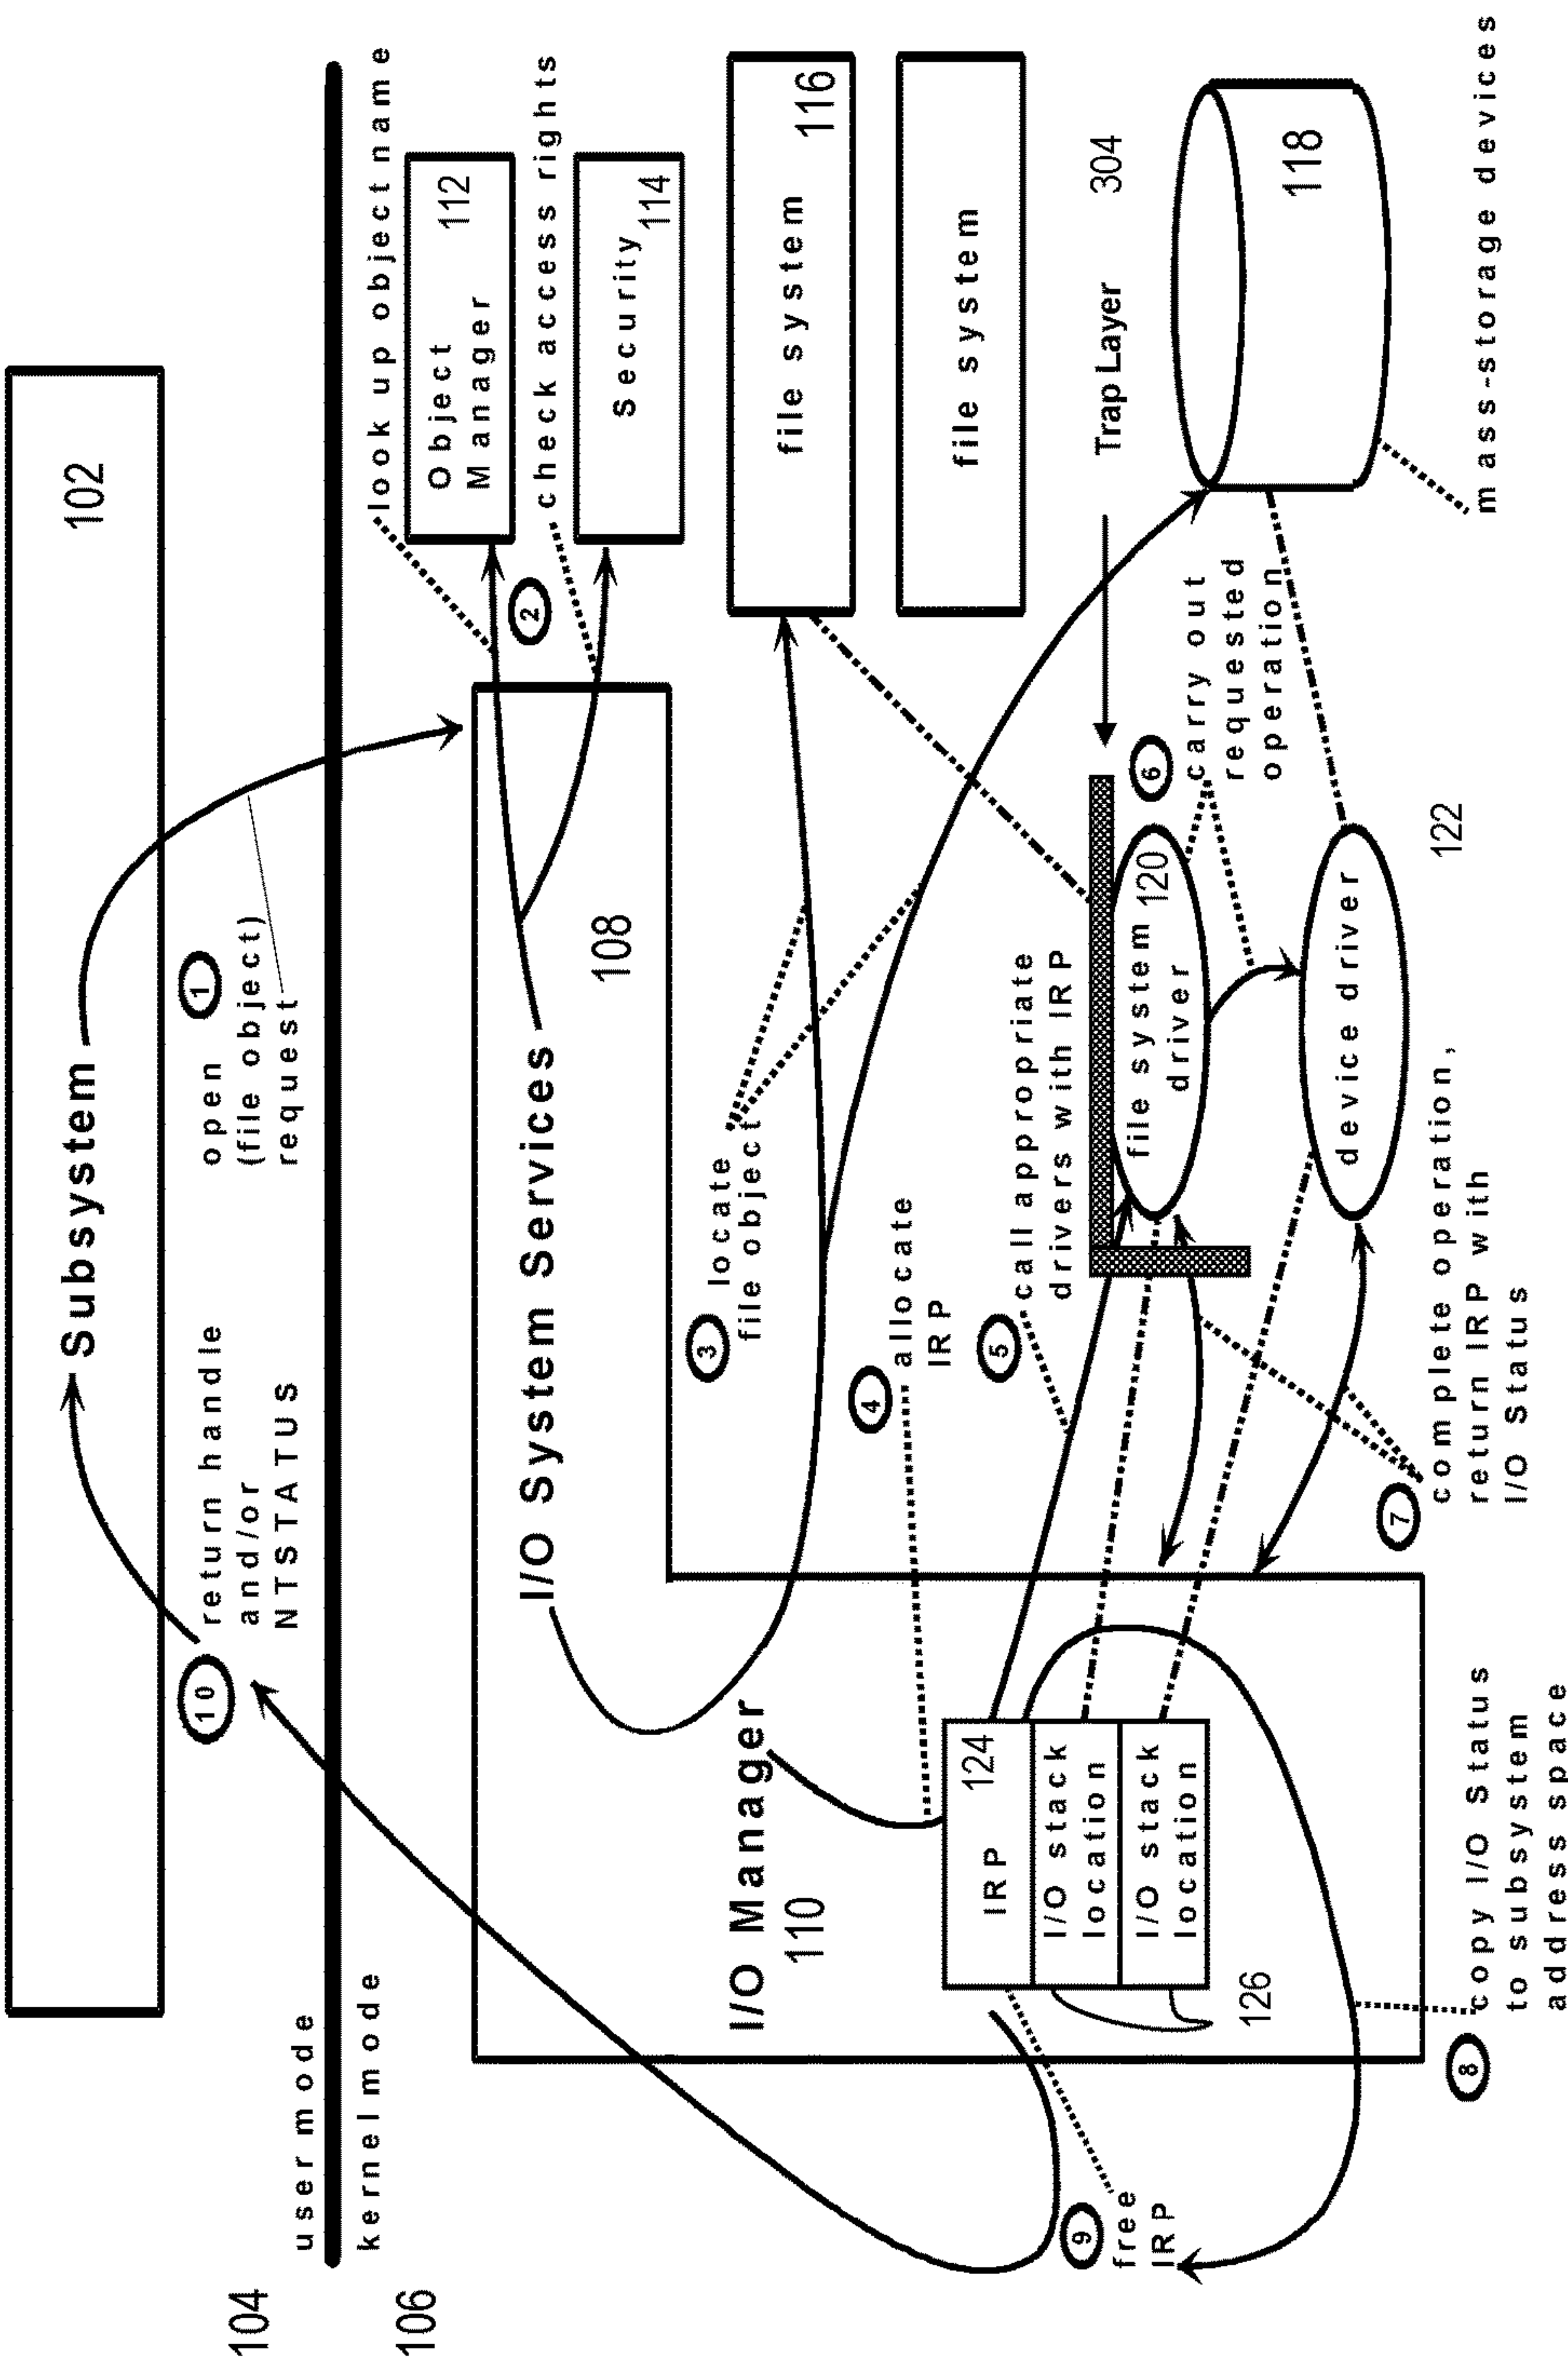 102
Subsystem
1
open
(file object)
request
10
return handle
and/or
NTSTATUS
104
user mode
106
kernel mode
look up object name
Object
Manager
112
2
check access rights
Security
114
I/O System Services
108
file system
116
file system
3
locate
file object
4
allocate
IRP
5
call appropriate
drivers with IRP
Trap Layer
304
6
carry out
requested
operation
file system
driver
120
device driver
122
118
mass-storage devices
7
complete operation,
return IRP with
I/O Status
I/O Manager
110
IRP
124
I/O stack
location
I/O stack
location
126
8
copy I/O Status
to subsystem
address space
9
free
IRP